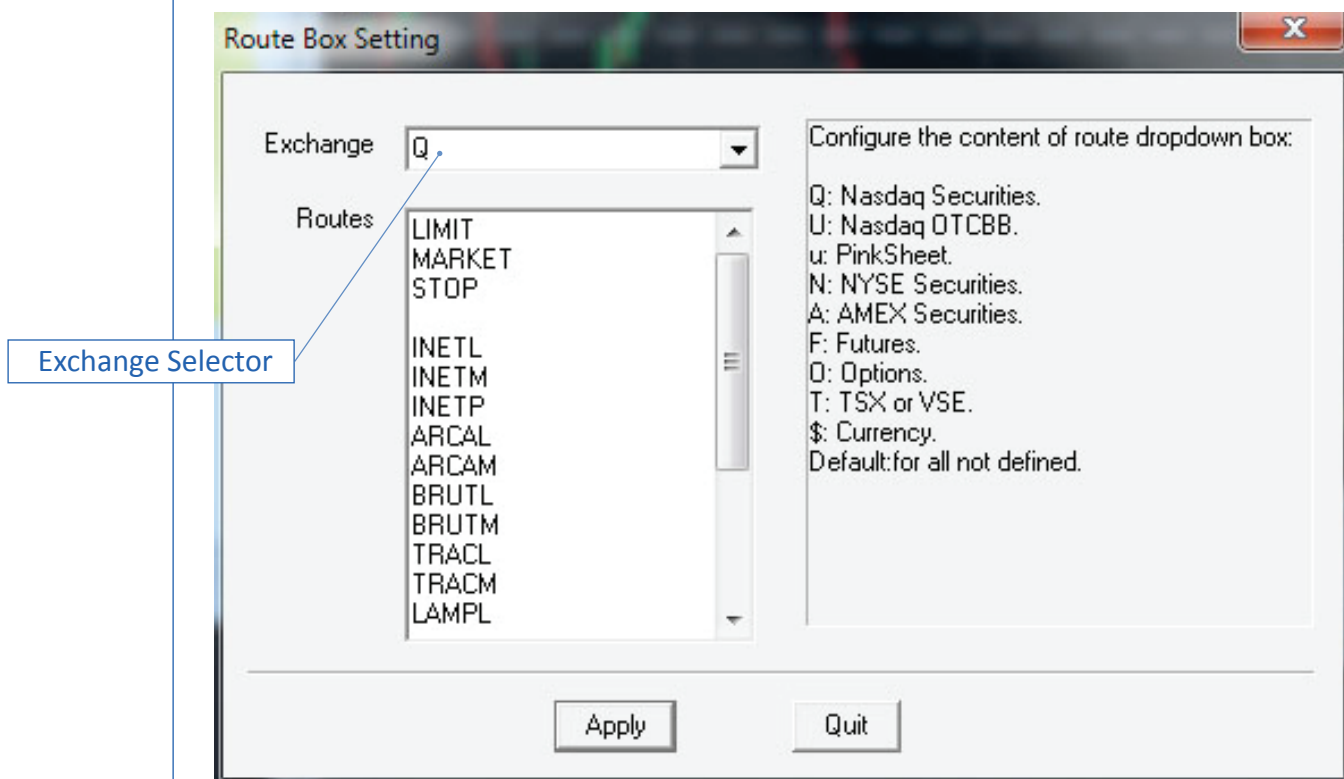 Route Box Setting
x
Exchange
Q
Routes
LIMIT
MARKET
STOP
INETL
INETM
INETP
ARCAL
ARCAM
BRUTL
BRUTM
TRACL
TRACM
LAMPL
Exchange Selector
Configure the content of route dropdown box:
Q: Nasdaq Securities.
U: Nasdaq OTCBB.
u: PinkSheet.
N: NYSE Securities.
A: AMEX Securities.
F: Futures.
O: Options.
T: TSX or VSE.
$: Currency.
Default:for all not defined.
Apply
Quit